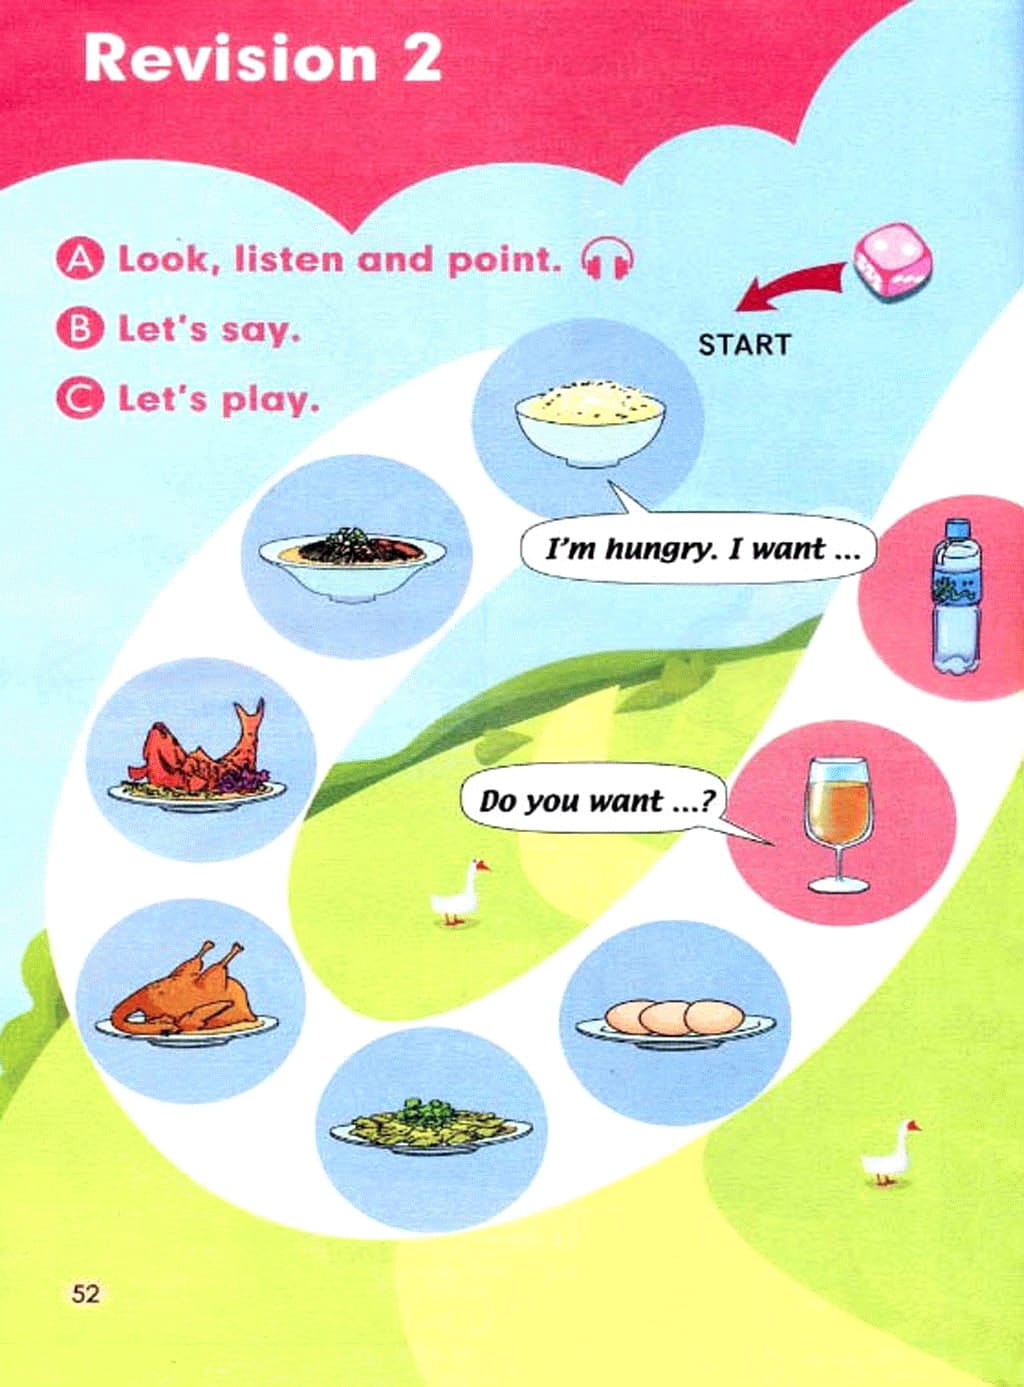 Revision 2
A Look, listen and point.
B Let's say.
C Let's play.
START
I'm hungry. I want ...
Do you want ...?
52